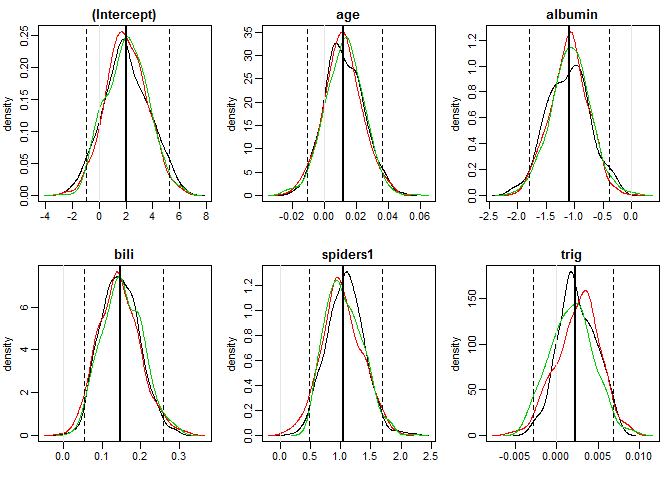 (Intercept) age albumin
density 0.00 0.05 0.10 0.15 0.20 0.25
density 0 5 10 15 20 25 30 35
density 0.0 0.2 0.4 0.6 0.8 1.0 1.2
-4 0 2 4 6 8
-0.02 0.00 0.02 0.04 0.06
-2.5 -2.0 -1.5 -1.0 -0.5 0.0
bili spiders1 trig
density 0 2 4 6
density 0.0 0.2 0.4 0.6 0.8 1.0 1.2
density 0 50 100 150
0.0 0.1 0.2 0.3
0.0 0.5 1.0 1.5 2.0 2.5
-0.005 0.000 0.005 0.010